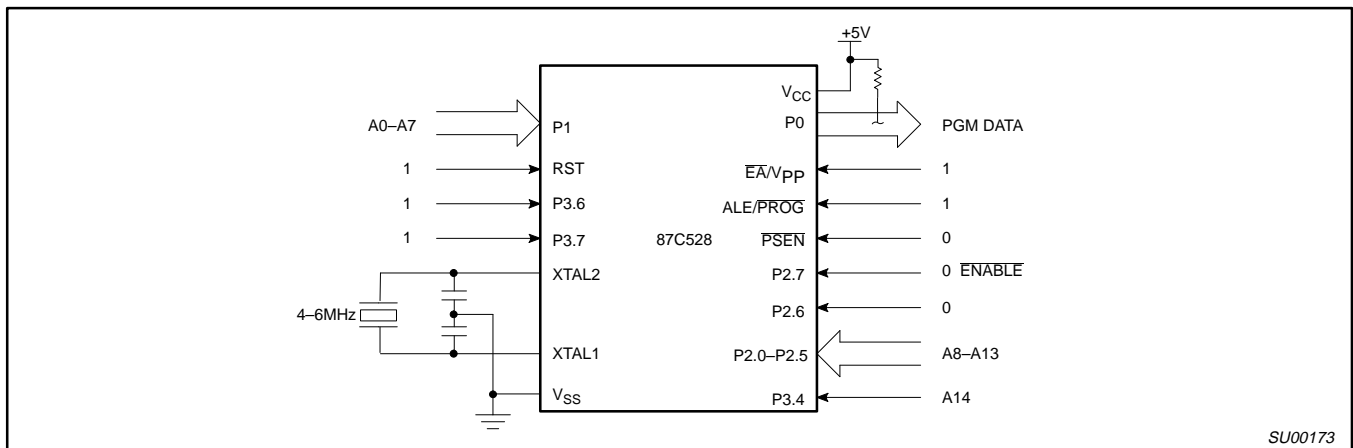 +5V
A0–A7
1
1
1
4–6MHz
P1
RST
P3.6
P3.7
XTAL2
XTAL1
VSS
87C528
VCC
P0
EA/VPP
ALE/PROG
PSEN
P2.7
P2.6
P2.0–P2.5
P3.4
PGM DATA
1
1
0
0 ENABLE
0
A8–A13
A14
SU00173